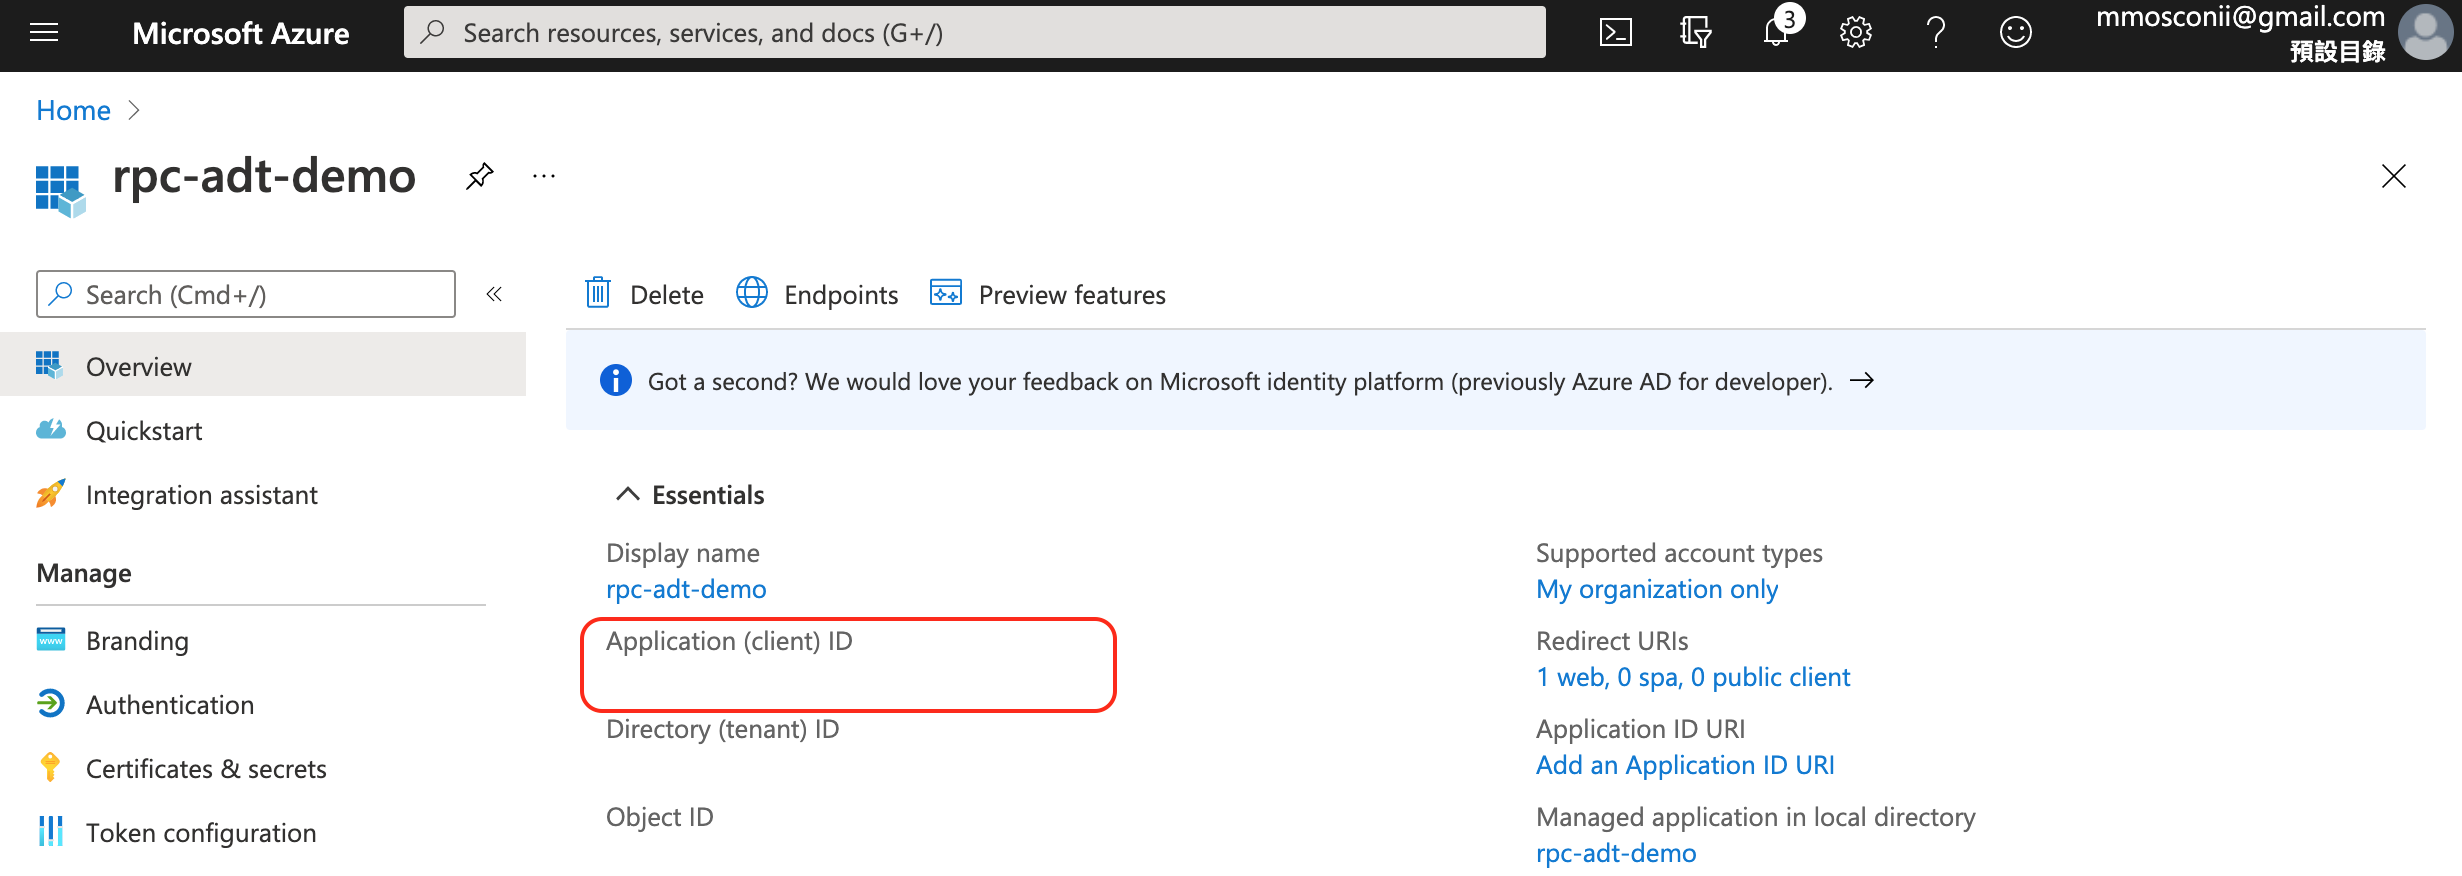 Microsoft Azure
Search resources, services, and docs (G+/)
3
mmosconii@gmail.com
預設目錄
Home
rpc-adt-demo
Search (Cmd+/)
Overview
Quickstart
Integration assistant
Manage
Branding
Authentication
Certificates & secrets
Token configuration
Delete
Endpoints
Preview features
Got a second? We would love your feedback on Microsoft identity platform (previously Azure AD for developer).
Essentials
Display name
rpc-adt-demo
Application (client) ID
Directory (tenant) ID
Object ID
Supported account types
My organization only
Redirect URIs
1 web, 0 spa, 0 public client
Application ID URI
Add an Application ID URI
Managed application in local directory
rpc-adt-demo